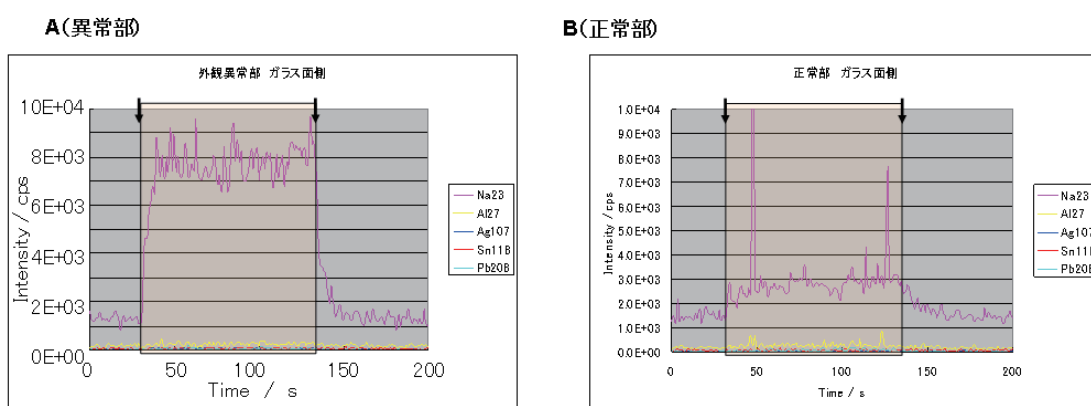 A(異常部)
外観異常部 ガラス面側
10E+04
8E+03
6E+03
4E+03
2E+03
0E+00
Intensity / cps
0 50 100 150 200
Time / s
Na23
Al27
Ag107
Sn118
Pb208
B(正常部)
正常部 ガラス面側
1.0E+04
9.0E+03
8.0E+03
7.0E+03
6.0E+03
5.0E+03
4.0E+03
3.0E+03
2.0E+03
1.0E+03
0.0E+00
Intensity / cps
0 50 100 150 200
Time / s
Na23
Al27
Ag107
Sn118
Pb208